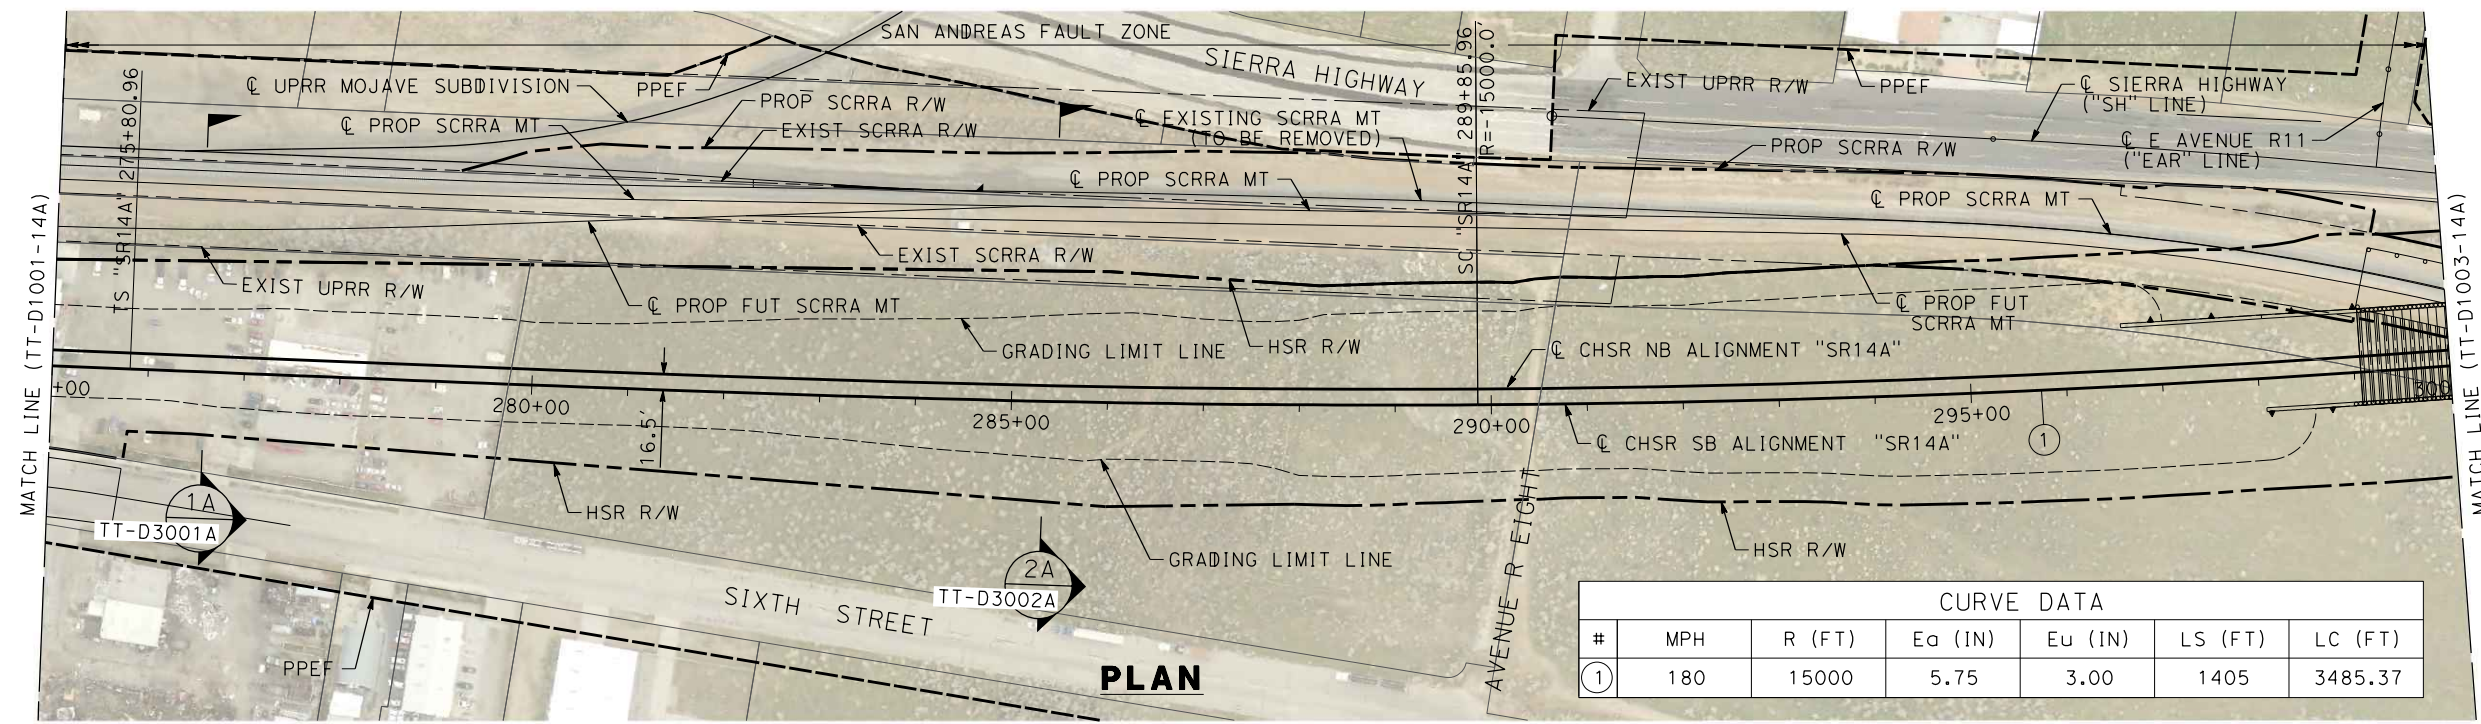 SAN ANDREAS FAULT ZONE
SIERRA HIGHWAY
℄ UPRR MOJAVE SUBDIVISION
PPEF
PROP SCRRA R/W
℄ PROP SCRRA MT
EXIST SCRRA R/W
℄ EXISTING SCRRA MT
(TO BE REMOVED)
EXIST UPRR R/W
PPEF
℄ SIERRA HIGHWAY
("SH" LINE)
℄ E AVENUE R11
("EAR" LINE)
PROP SCRRA R/W
℄ PROP SCRRA MT
℄ PROP SCRRA MT
TS "SR14A" 275+80.96
SC "SR14A" 289+85.96
R=-15000.0'
EXIST SCRRA R/W
EXIST UPRR R/W
℄ PROP FUT SCRRA MT
℄ PROP FUT
SCRRA MT
GRADING LIMIT LINE
HSR R/W
℄ CHSR NB ALIGNMENT "SR14A"
+00
280+00
285+00
290+00
295+00
300
16.5'
℄ CHSR SB ALIGNMENT "SR14A"
1
MATCH LINE (TT-D1001-14A)
MATCH LINE (TT-D1003-14A)
1A
TT-D3001A
HSR R/W
GRADING LIMIT LINE
HSR R/W
2A
TT-D3002A
SIXTH STREET
AVENUE R EIGHT
PPEF
PLAN
CURVE DATA
# MPH R (FT) Ea (IN) Eu (IN) LS (FT) LC (FT)
1 180 15000 5.75 3.00 1405 3485.37